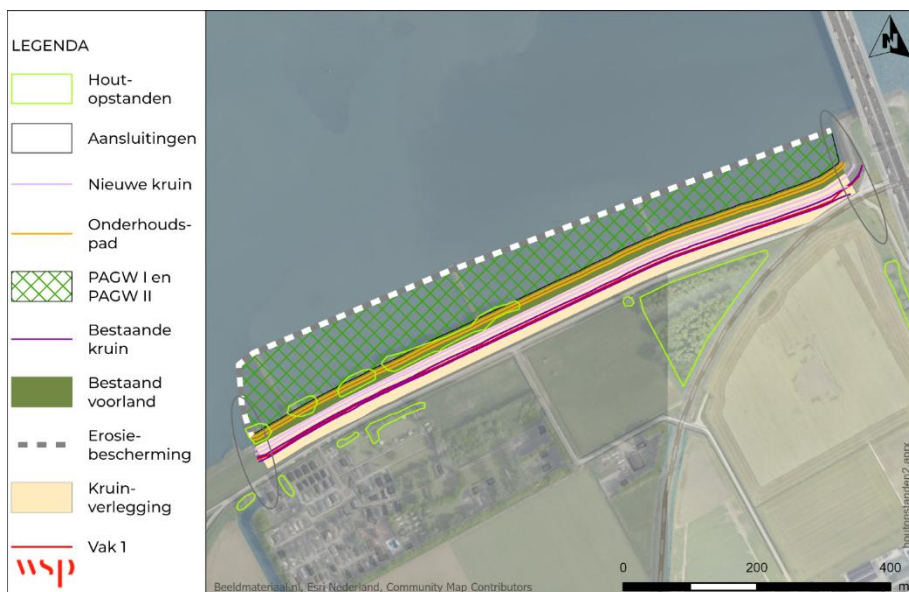 LEGENDA
Hout-
opstanden
Aansluitingen
Nieuwe kruin
Onderhouds-
pad
PAGW I en
PAGW II
Bestaande
kruin
Bestaand
voorland
Erosie-
bescherming
Kruin-
verlegging
Vak 1
wsp
N
houtopstanden2.aprx
0 200 400
m
Beeldmateriaal.nl, Esri Nederland, Community Map Contributors